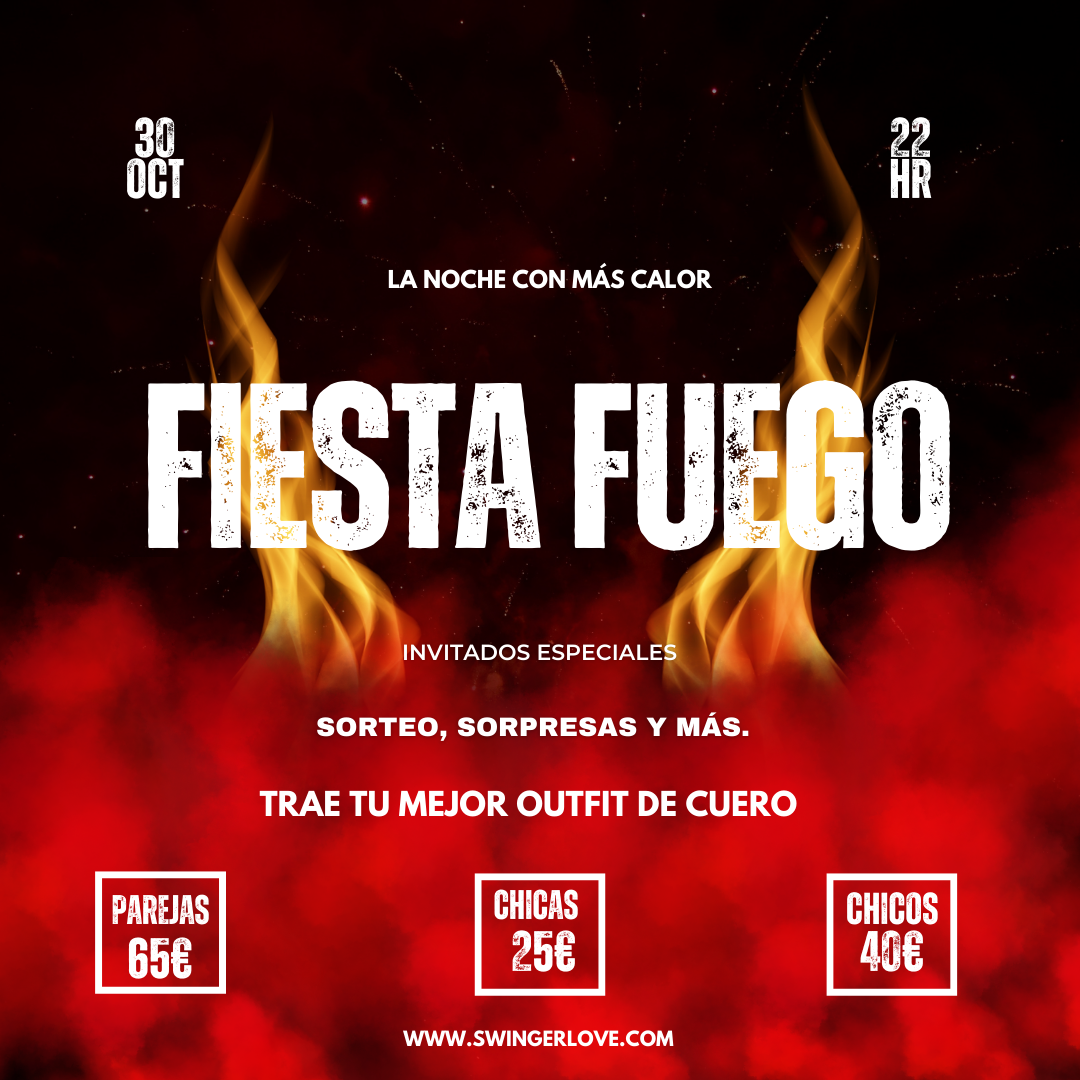 30
OCT
22
HR
LA NOCHE CON MÁS CALOR
FIESTA FUEGO
INVITADOS ESPECIALES
SORTEO, SORPRESAS Y MÁS.
TRAE TU MEJOR OUTFIT DE CUERO
PAREJAS
65€
CHICAS
25€
CHICOS
40€
WWW.SWINGERLOVE.COM